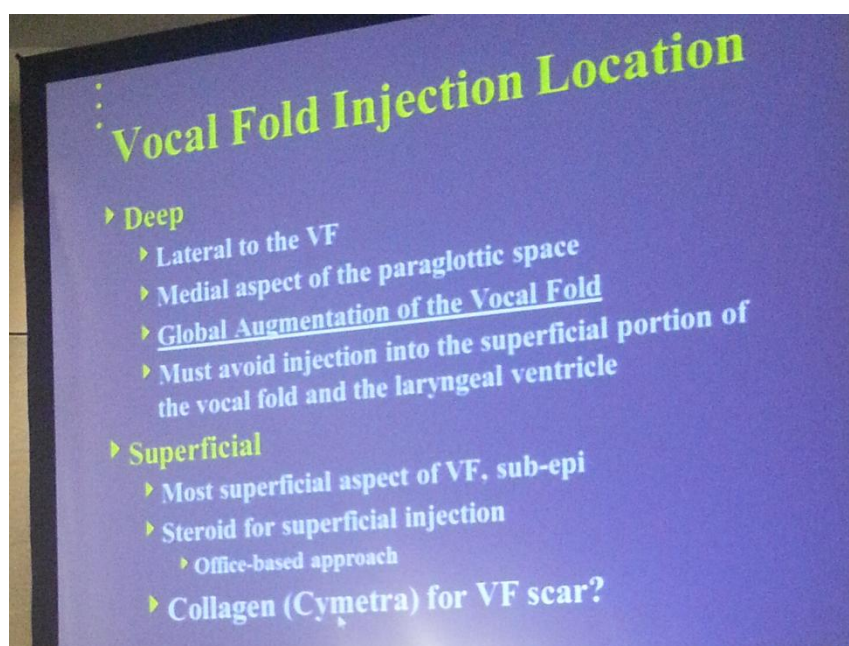 Vocal Fold Injection Location
Deep
Lateral to the VF
Medial aspect of the paraglottic space
Global Augmentation of the Vocal Fold
Must avoid injection into the superficial portion of
the vocal fold and the laryngeal ventricle
Superficial
Most superficial aspect of VF, sub-epi
Steroid for superficial injection
Office-based approach
Collagen (Cymetra) for VF scar?